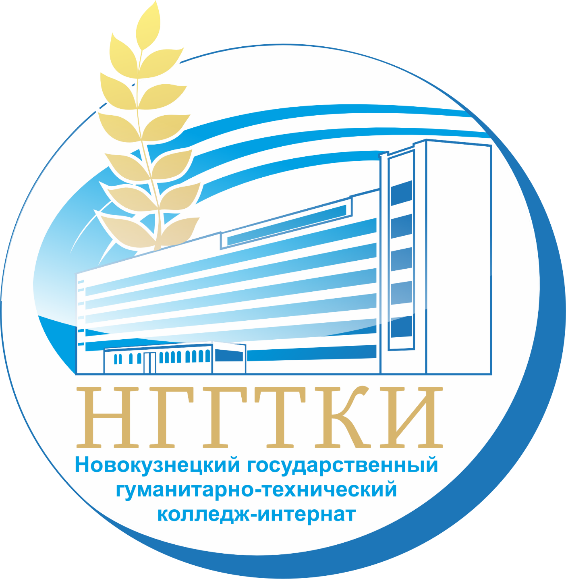 НГГТКИ
Новокузнецкий государственный
гуманитарно-технический
колледж-интернат